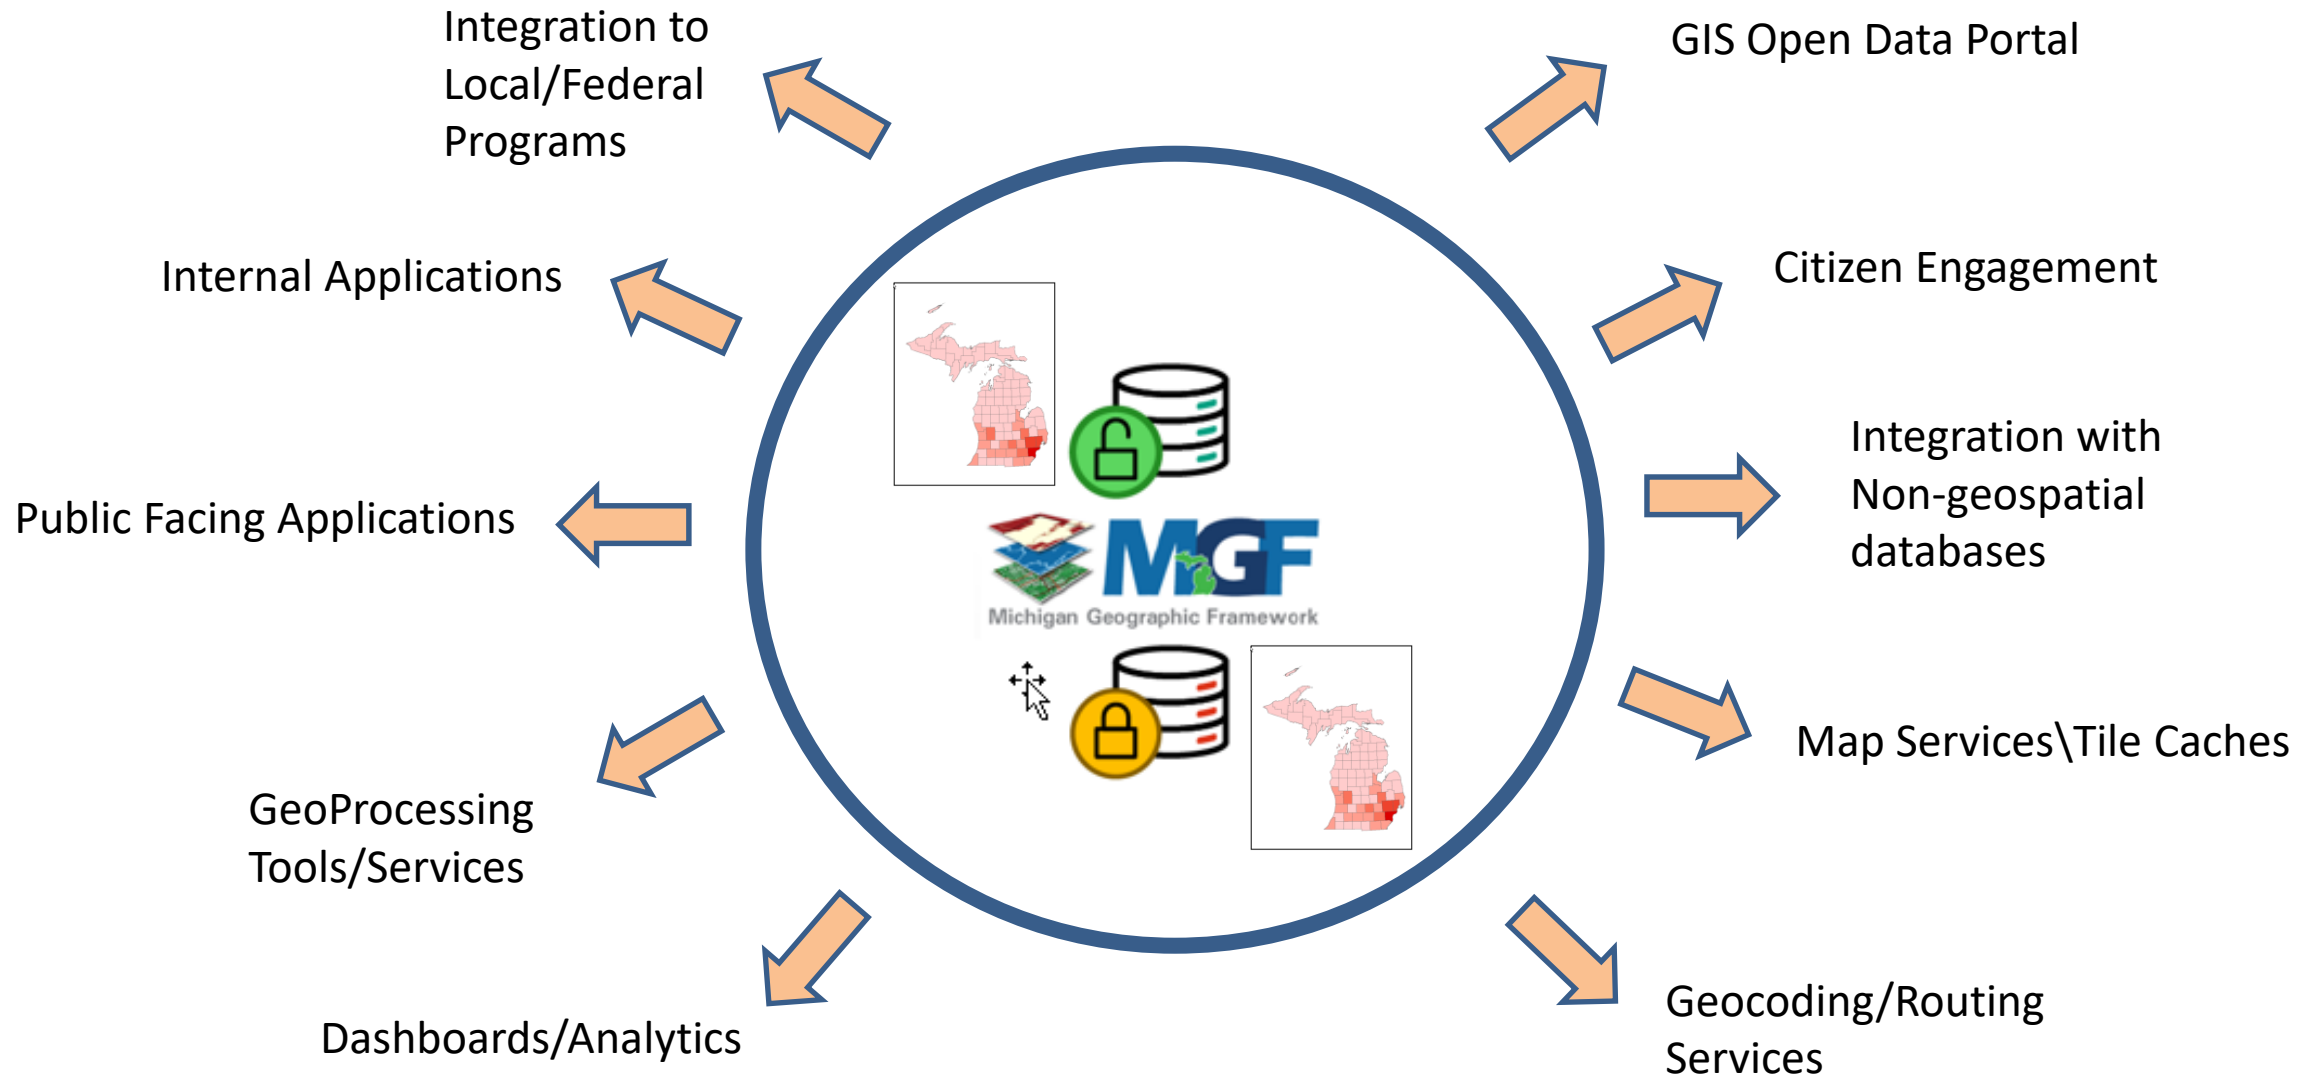 Integration to
Local/Federal
Programs
GIS Open Data Portal
Internal Applications
Citizen Engagement
Public Facing Applications
Integration with
Non-geospatial
databases
MGF
Michigan Geographic Framework
GeoProcessing
Tools/Services
Map Services\Tile Caches
Dashboards/Analytics
Geocoding/Routing
Services